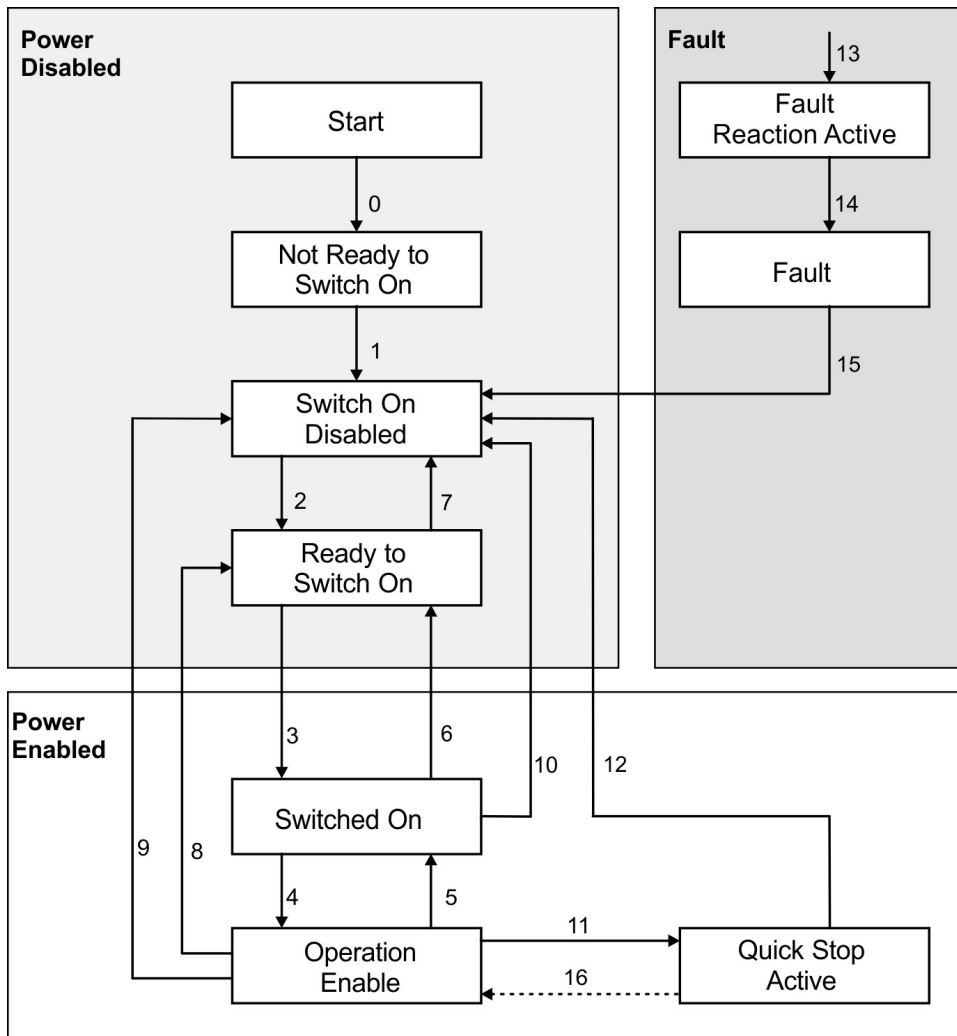 Power
Disabled
Start
0
Not Ready to
Switch On
1
Switch On
Disabled
2
7
Ready to
Switch On
3
6
10
12
Fault
13
Fault
Reaction Active
14
Fault
15
Power
Enabled
Switched On
9
8
4
5
Operation
Enable
11
16
Quick Stop
Active